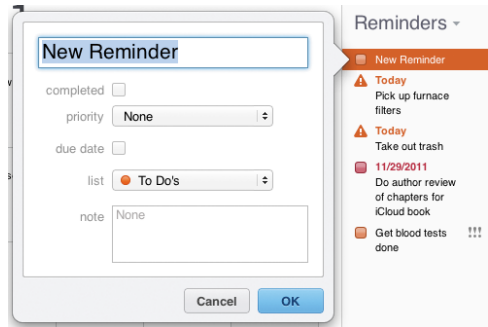 New Reminder
completed
priority None
due date
list To Do's
note None
Cancel OK
Reminders
New Reminder
Today
Pick up furnace
filters
Today
Take out trash
11/29/2011
Do author review
of chapters for
iCloud book
Get blood tests !!!
done